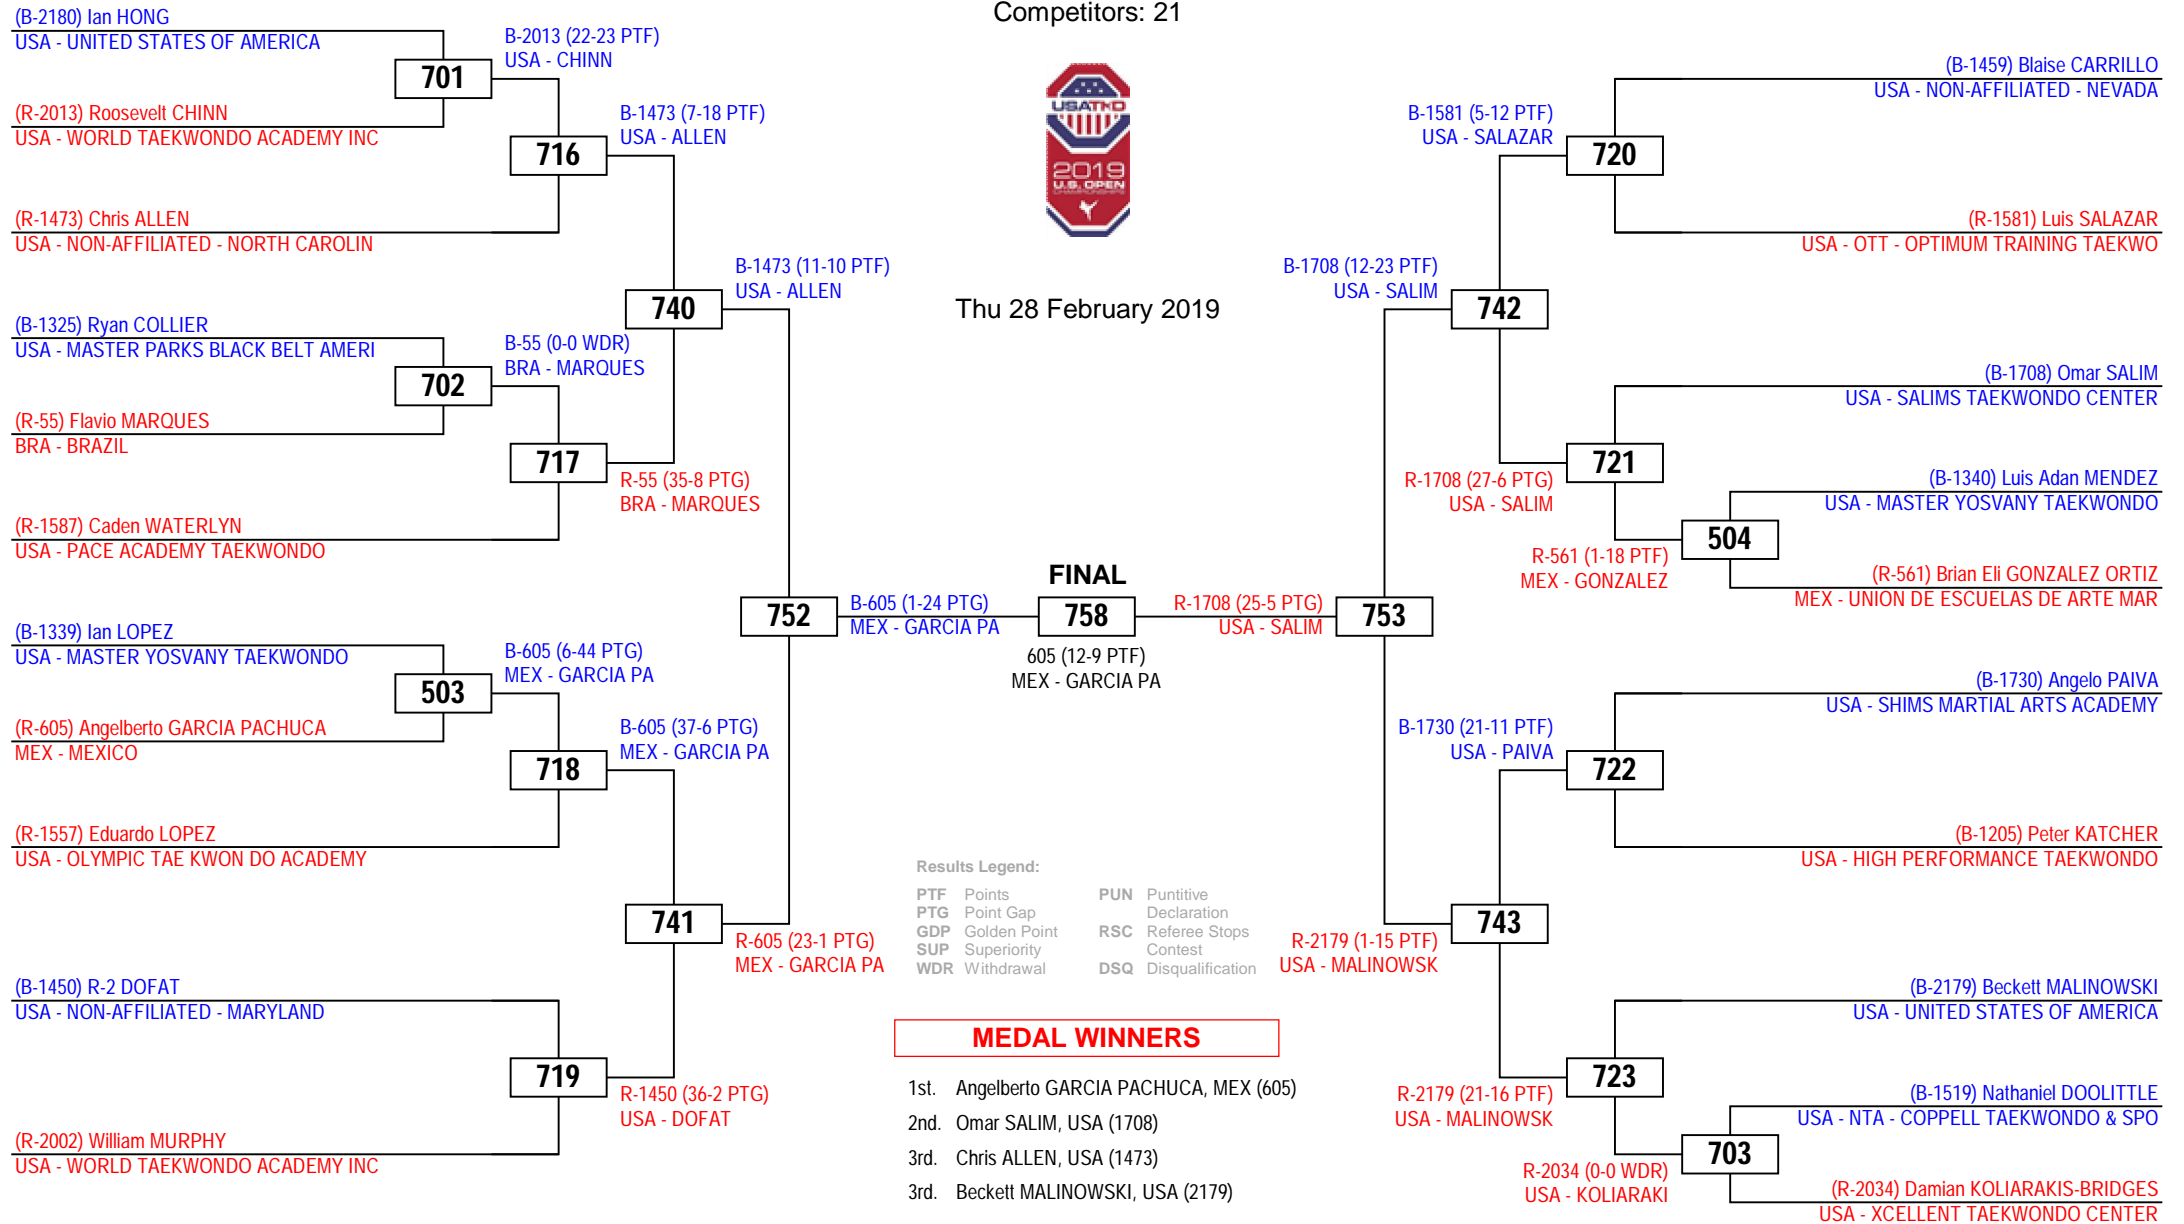 Competitors: 21
USATKD
2019
U.S. OPEN
CHAMPIONSHIPS
Thu 28 February 2019
(B-2180) Ian HONG
USA - UNITED STATES OF AMERICA
701
(R-2013) Roosevelt CHINN
USA - WORLD TAEKWONDO ACADEMY INC
B-2013 (22-23 PTF)
USA - CHINN
716
(R-1473) Chris ALLEN
USA - NON-AFFILIATED - NORTH CAROLIN
B-1473 (7-18 PTF)
USA - ALLEN
740
B-1473 (11-10 PTF)
USA - ALLEN
(B-1325) Ryan COLLIER
USA - MASTER PARKS BLACK BELT AMERI
702
(R-55) Flavio MARQUES
BRA - BRAZIL
B-55 (0-0 WDR)
BRA - MARQUES
717
(R-1587) Caden WATERLYN
USA - PACE ACADEMY TAEKWONDO
R-55 (35-8 PTG)
BRA - MARQUES
752
B-605 (1-24 PTG)
MEX - GARCIA PA
(B-1339) Ian LOPEZ
USA - MASTER YOSVANY TAEKWONDO
503
(R-605) Angelberto GARCIA PACHUCA
MEX - MEXICO
B-605 (6-44 PTG)
MEX - GARCIA PA
718
(R-1557) Eduardo LOPEZ
USA - OLYMPIC TAE KWON DO ACADEMY
B-605 (37-6 PTG)
MEX - GARCIA PA
741
R-605 (23-1 PTG)
MEX - GARCIA PA
(B-1450) R-2 DOFAT
USA - NON-AFFILIATED - MARYLAND
719
(R-2002) William MURPHY
USA - WORLD TAEKWONDO ACADEMY INC
R-1450 (36-2 PTG)
USA - DOFAT
FINAL
758
605 (12-9 PTF)
MEX - GARCIA PA
R-1708 (25-5 PTG)
USA - SALIM
753
(B-1459) Blaise CARRILLO
USA - NON-AFFILIATED - NEVADA
720
(R-1581) Luis SALAZAR
USA - OTT - OPTIMUM TRAINING TAEKWO
B-1581 (5-12 PTF)
USA - SALAZAR
742
B-1708 (12-23 PTF)
USA - SALIM
(B-1708) Omar SALIM
USA - SALIMS TAEKWONDO CENTER
721
R-1708 (27-6 PTG)
USA - SALIM
(B-1340) Luis Adan MENDEZ
USA - MASTER YOSVANY TAEKWONDO
504
(R-561) Brian Eli GONZALEZ ORTIZ
MEX - UNION DE ESCUELAS DE ARTE MAR
R-561 (1-18 PTF)
MEX - GONZALEZ
(B-1730) Angelo PAIVA
USA - SHIMS MARTIAL ARTS ACADEMY
722
(B-1205) Peter KATCHER
USA - HIGH PERFORMANCE TAEKWONDO
B-1730 (21-11 PTF)
USA - PAIVA
743
R-2179 (1-15 PTF)
USA - MALINOWSK
(B-2179) Beckett MALINOWSKI
USA - UNITED STATES OF AMERICA
723
R-2179 (21-16 PTF)
USA - MALINOWSK
(B-1519) Nathaniel DOOLITTLE
USA - NTA - COPPELL TAEKWONDO & SPO
703
(R-2034) Damian KOLIARAKIS-BRIDGES
USA - XCELLENT TAEKWONDO CENTER
R-2034 (0-0 WDR)
USA - KOLIARAKI
Results Legend:
PTF Points
PTG Point Gap
GDP Golden Point
SUP Superiority
WDR Withdrawal
PUN Puntitive
Declaration
RSC Referee Stops
Contest
DSQ Disqualification
MEDAL WINNERS
1st. Angelberto GARCIA PACHUCA, MEX (605)
2nd. Omar SALIM, USA (1708)
3rd. Chris ALLEN, USA (1473)
3rd. Beckett MALINOWSKI, USA (2179)